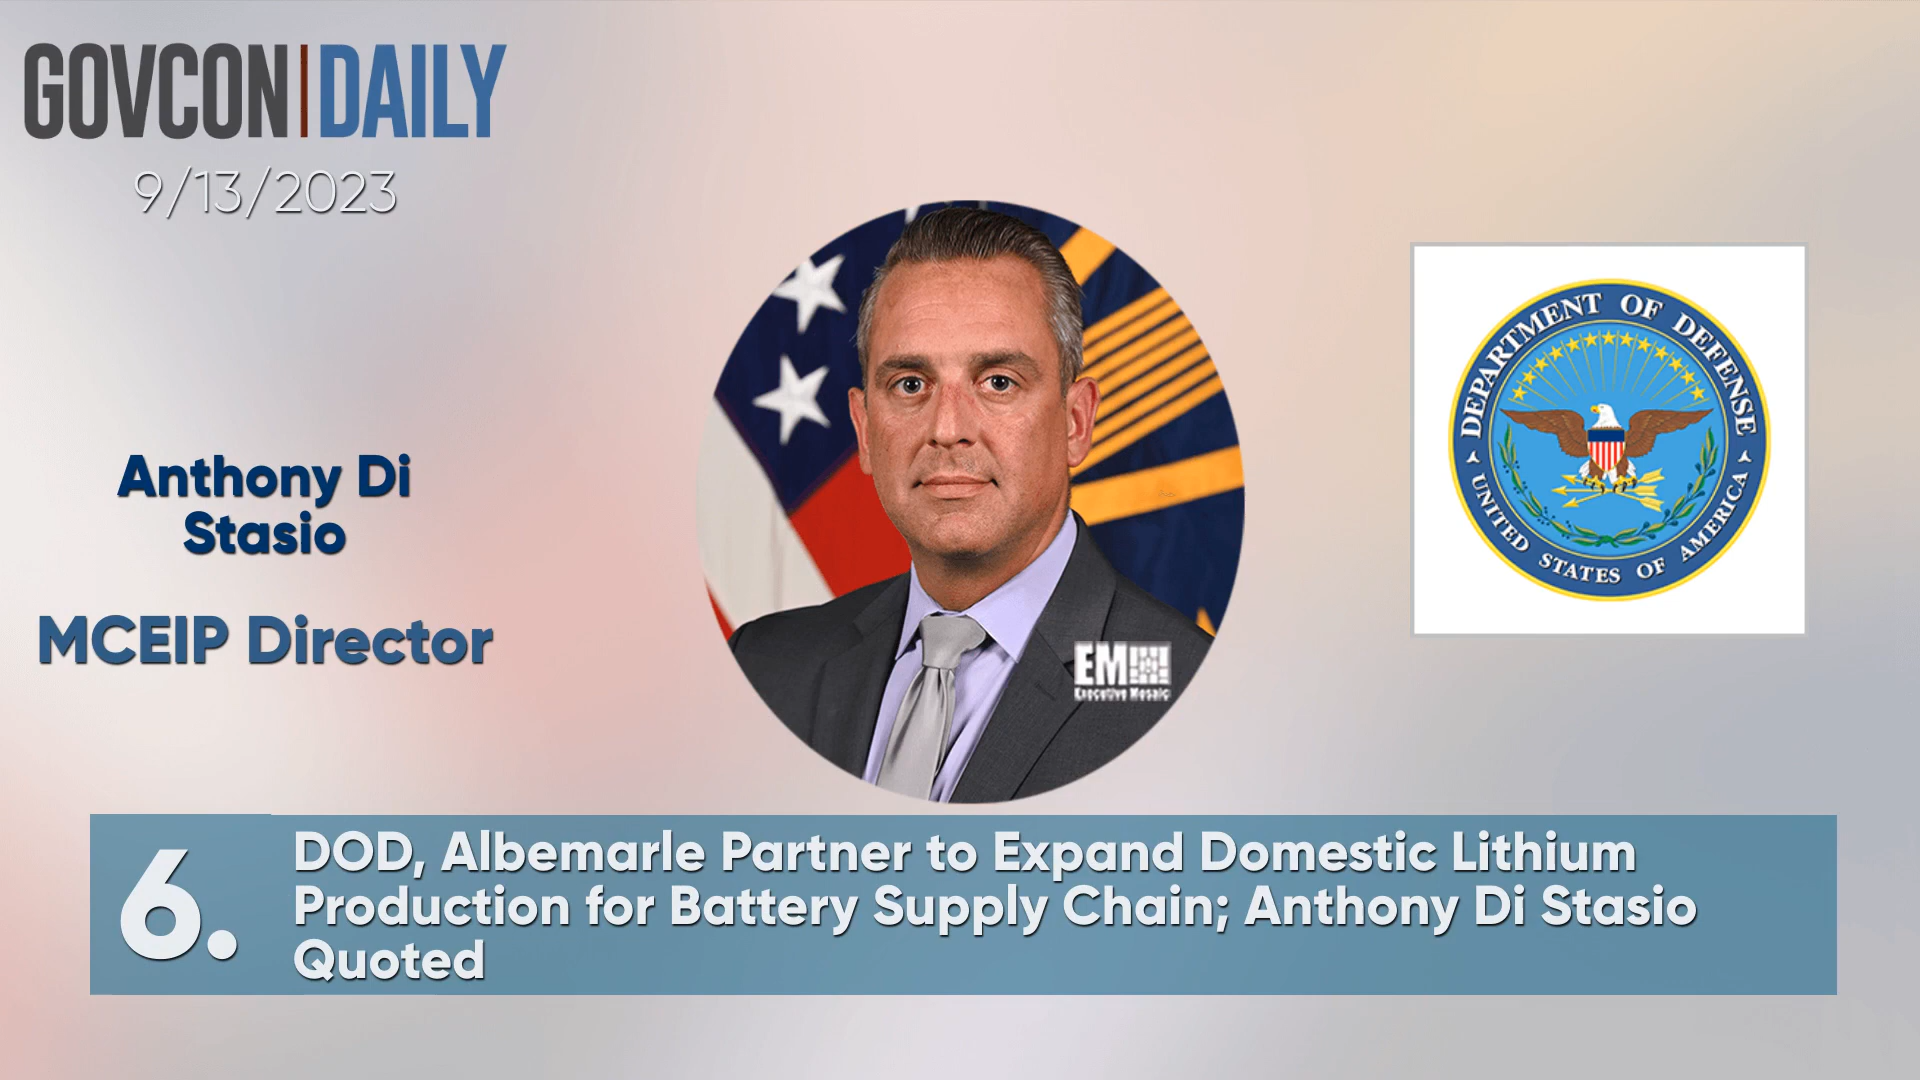 GOVCON|DAILY
9/13/2023
Anthony Di
Stasio
MCEIP Director
EM
Executive Mosaic
DEPARTMENT OF DEFENSE
UNITED STATES OF AMERICA
6.
DOD, Albemarle Partner to Expand Domestic Lithium
Production for Battery Supply Chain; Anthony Di Stasio
Quoted